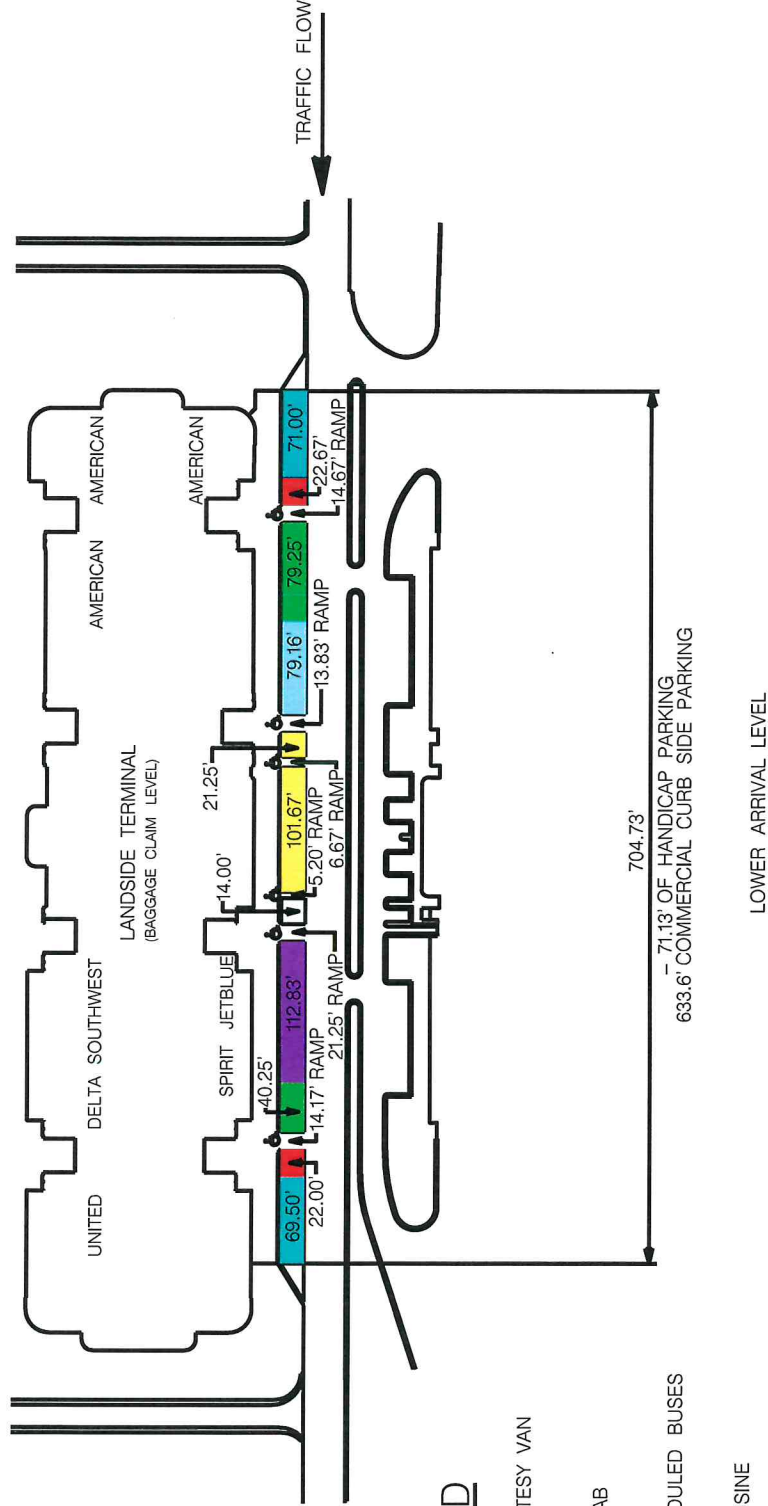 TRAFFIC FLOW
AMERICAN
AMERICAN
AMERICAN
LANDSIDE TERMINAL
(BAGGAGE CLAIM LEVEL)
DELTA SOUTHWEST
SPIRIT JETBLUE
UNITED
71.00'
22.67'
14.67' RAMP
79.25'
79.16'
13.83' RAMP
21.25'
6.67' RAMP
101.67'
5.20' RAMP
14.00'
21.25' RAMP
112.83'
40.25'
14.17' RAMP
22.00'
69.50'
704.73'
- 71.13' OF HANDICAP PARKING
633.6' COMMERCIAL CURB SIDE PARKING
LOWER ARRIVAL LEVEL
D
TESY VAN
AB
DULED BUSES
SINE